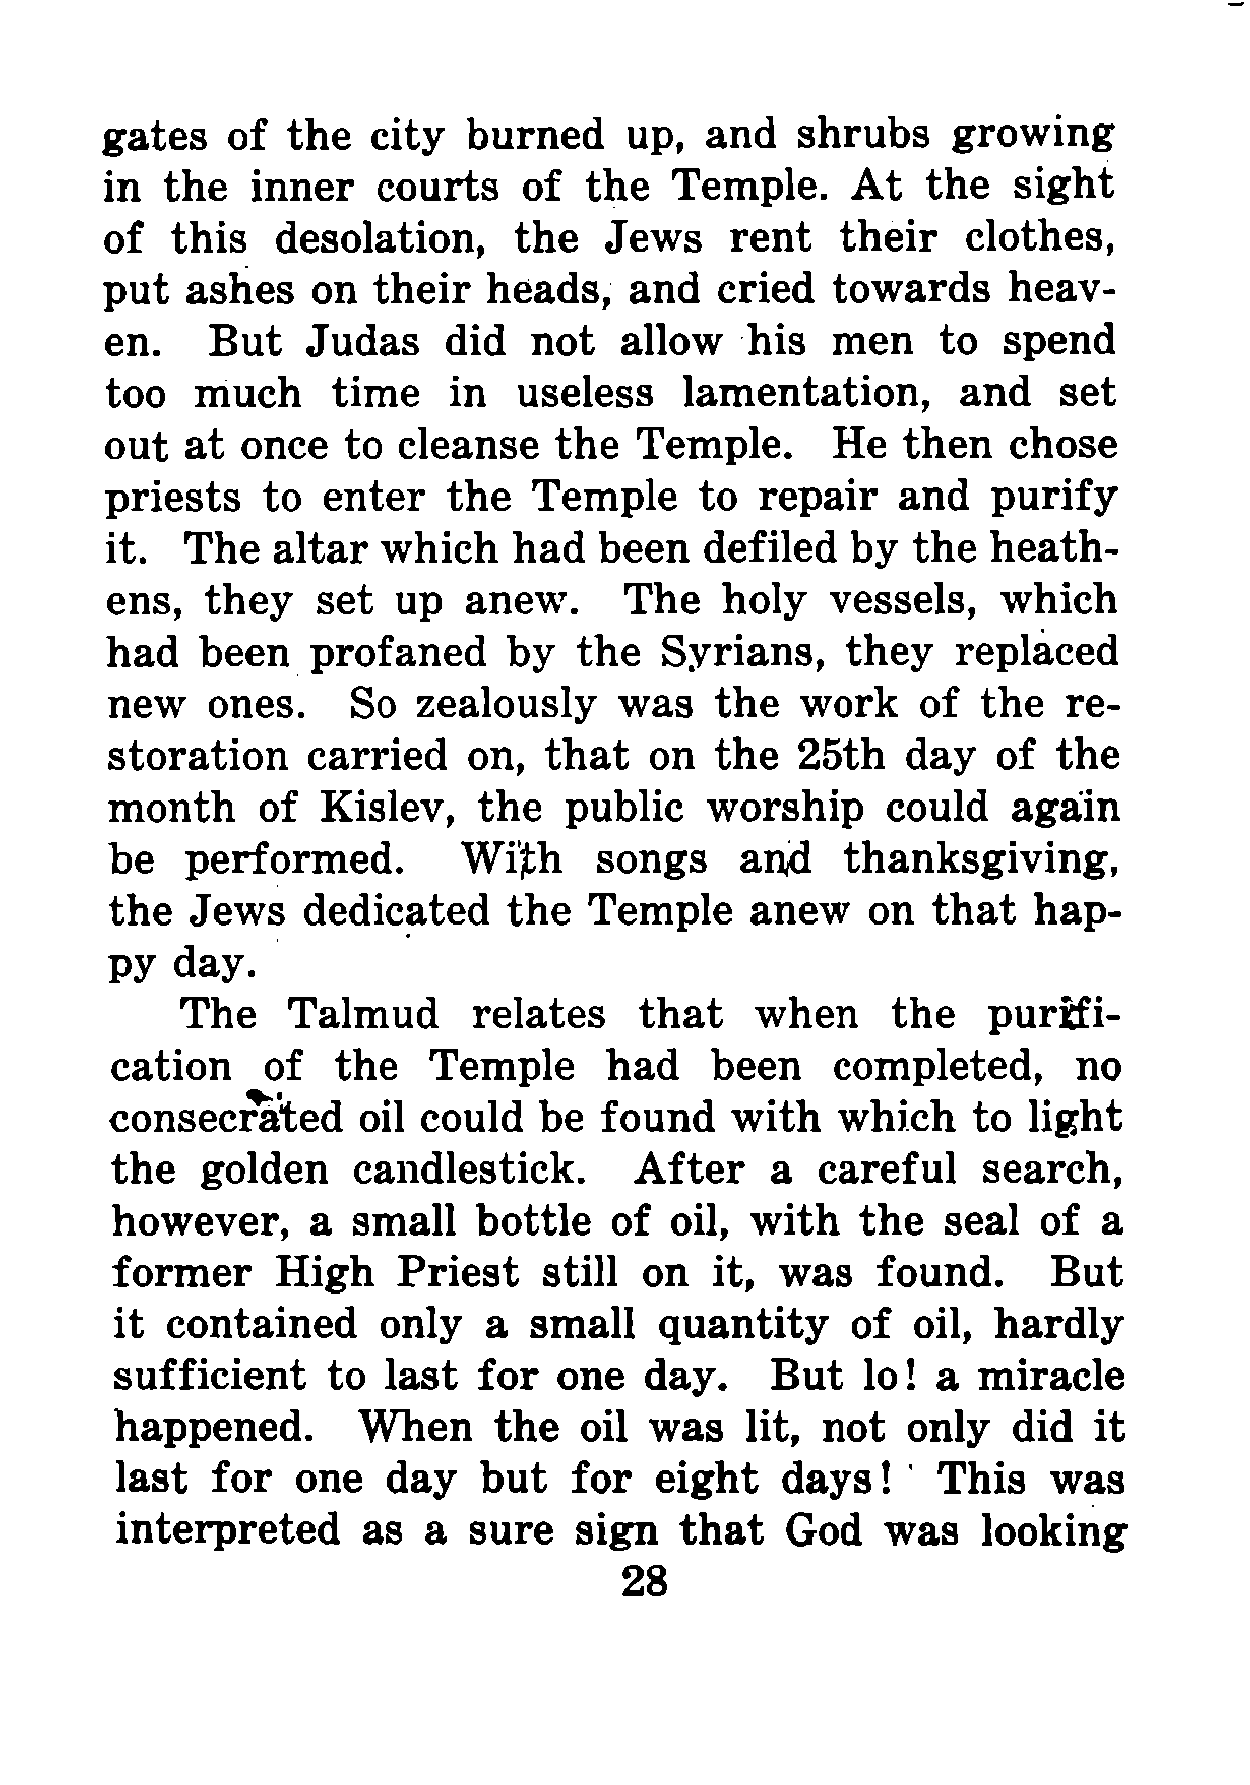 gates of the city burned up, and shrubs growing
in the inner courts of the Temple. At the sight
of this desolation, the Jews rent their clothes,
put ashes on their heads, and cried towards heav-
en. But Judas did not allow his men to spend
too much time in useless lamentation, and set
out at once to cleanse the Temple. He then chose
priests to enter the Temple to repair and purify
it. The altar which had been defiled by the heath-
ens, they set up anew. The holy vessels, which
had been profaned by the Syrians, they replaced
new ones. So zealously was the work of the re-
storation carried on, that on the 25th day of the
month of Kislev, the public worship could again
be performed. With songs and thanksgiving,
the Jews dedicated the Temple anew on that hap-
py day.
The Talmud relates that when the purifi-
cation of the Temple had been completed, no
consecrated oil could be found with which to light
the golden candlestick. After a careful search,
however, a small bottle of oil, with the seal of a
former High Priest still on it, was found. But
it contained only a small quantity of oil, hardly
sufficient to last for one day. But lo! a miracle
happened. When the oil was lit, not only did it
last for one day but for eight days! This was
interpreted as a sure sign that God was looking
28